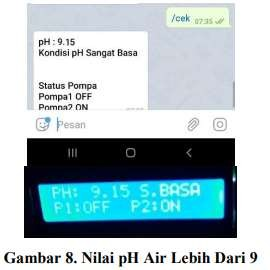 /cek
07:35
pH : 9.15
Kondisi pH Sangat Basa
Status Pompa
Pompa1 OFF
Pompa2 ON
Pesan
PH: 9.15 S.BASA
P1:OFF P2:ON
Gambar 8. Nilai pH Air Lebih Dari 9